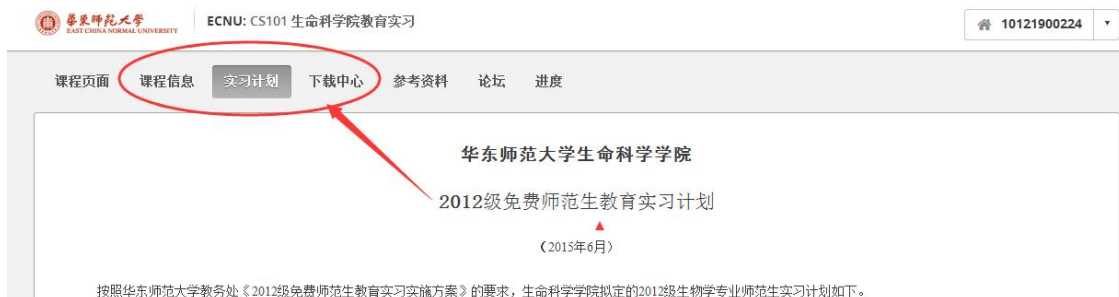 華東師範大學
EAST CHINA NORMAL UNIVERSITY
ECNU: CS101 生命科学院教育实习
10121900224
课程页面 课程信息 实习计划 下载中心 参考资料 论坛 进度
华东师范大学生命科学学院
2012级免费师范生教育实习计划
（2015年6月）
按照华东师范大学教务处《2012级免费师范生教育实习实施方案》的要求，生命科学学院拟定的2012级生物学专业师范生实习计划如下。